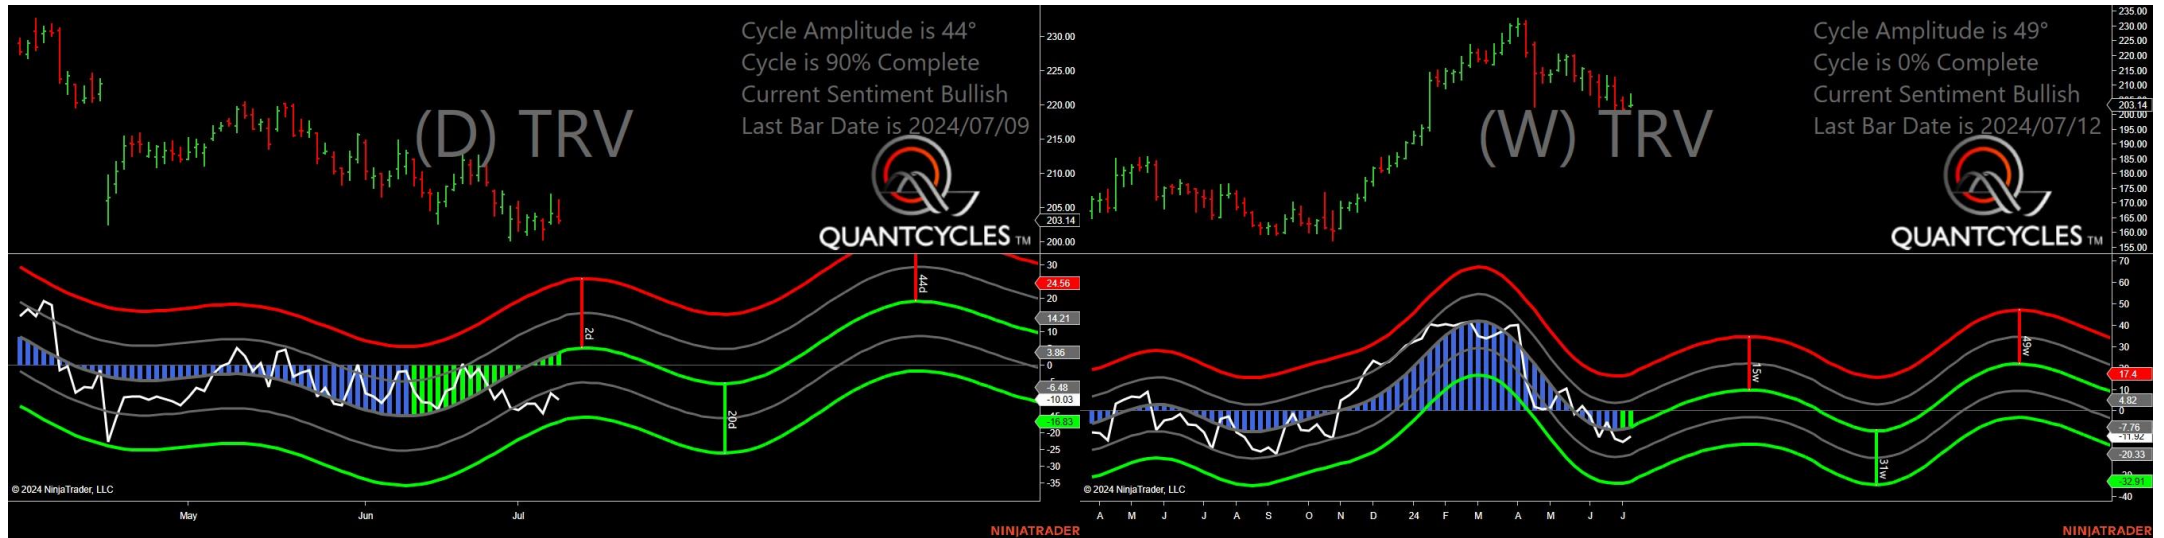 Cycle Amplitude is 44°
Cycle is 90% Complete
Current Sentiment Bullish
Last Bar Date is 2024/07/09
(D) TRV
QUANTCYCLES TM
230.00
225.00
220.00
215.00
210.00
205.00
203.14
200.00
30
24.56
20
14.21
10
3.86
0
-6.48
-10.03
-16.83
-20
-25
-30
-35
2d
20d
44d
© 2024 NinjaTrader, LLC
May
Jun
Jul
NINJATRADER
Cycle Amplitude is 49°
Cycle is 0% Complete
Current Sentiment Bullish
Last Bar Date is 2024/07/12
(W) TRV
QUANTCYCLES TM
235.00
230.00
225.00
220.00
215.00
210.00
203.14
200.00
195.00
190.00
185.00
180.00
175.00
170.00
165.00
160.00
155.00
70
60
50
40
30
17.4
10
4.82
0
-7.76
-11.92
-20.33
-32.91
-40
15w
31w
49w
© 2024 NinjaTrader, LLC
A M J J A S O N D 24 F M A M J J
NINJATRADER